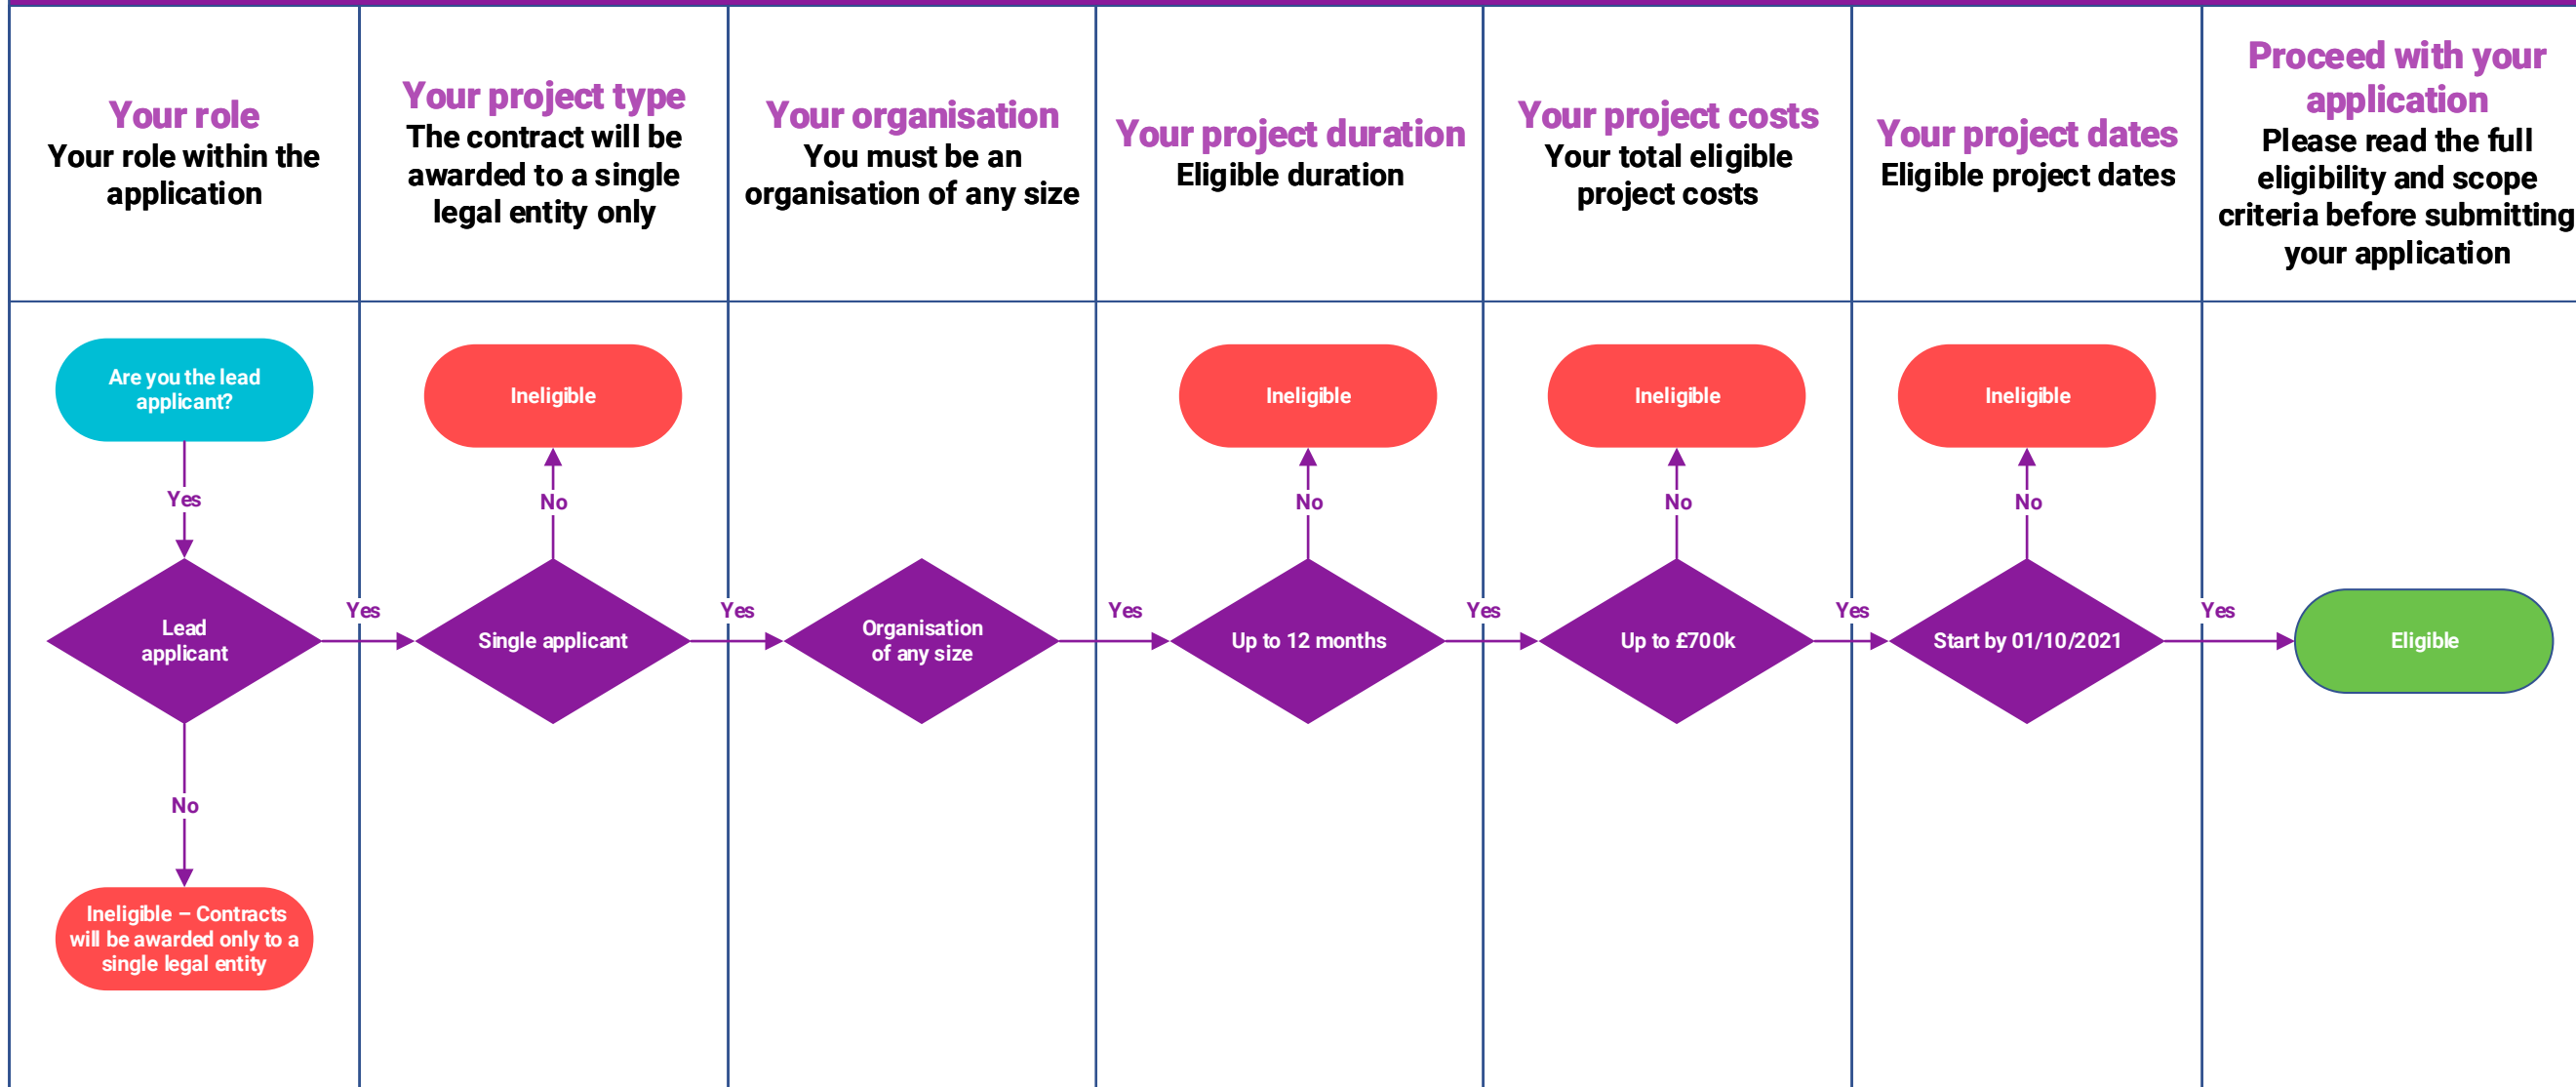 Your role
Your role within the
application
Your project type
The contract will be
awarded to a single
legal entity only
Your organisation
You must be an
organisation of any size
Your project duration
Eligible duration
Your project costs
Your total eligible
project costs
Your project dates
Eligible project dates
Proceed with your
application
Please read the full
eligibility and scope
criteria before submitting
your application
Are you the lead
applicant?
Yes
Lead
applicant
No
Ineligible – Contracts
will be awarded only to a
single legal entity
Yes
Ineligible
No
Single applicant
Yes
Organisation
of any size
Yes
Ineligible
No
Up to 12 months
Yes
Ineligible
No
Up to £700k
Yes
Ineligible
No
Start by 01/10/2021
Yes
Eligible